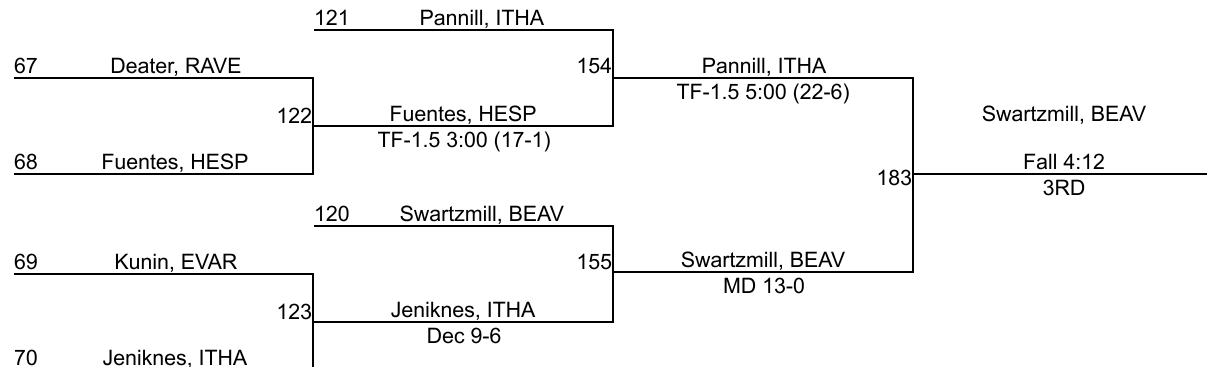 121 Pannill, ITHA
67 Deater, RAVE
154 Pannill, ITHA
TF-1.5 5:00 (22-6)
122 Fuentes, HESP
TF-1.5 3:00 (17-1)
Swartzmill, BEAV
68 Fuentes, HESP
Fall 4:12
183
3RD
120 Swartzmill, BEAV
69 Kunin, EVAR
155 Swartzmill, BEAV
MD 13-0
123 Jeniknes, ITHA
Dec 9-6
70 Jeniknes, ITHA